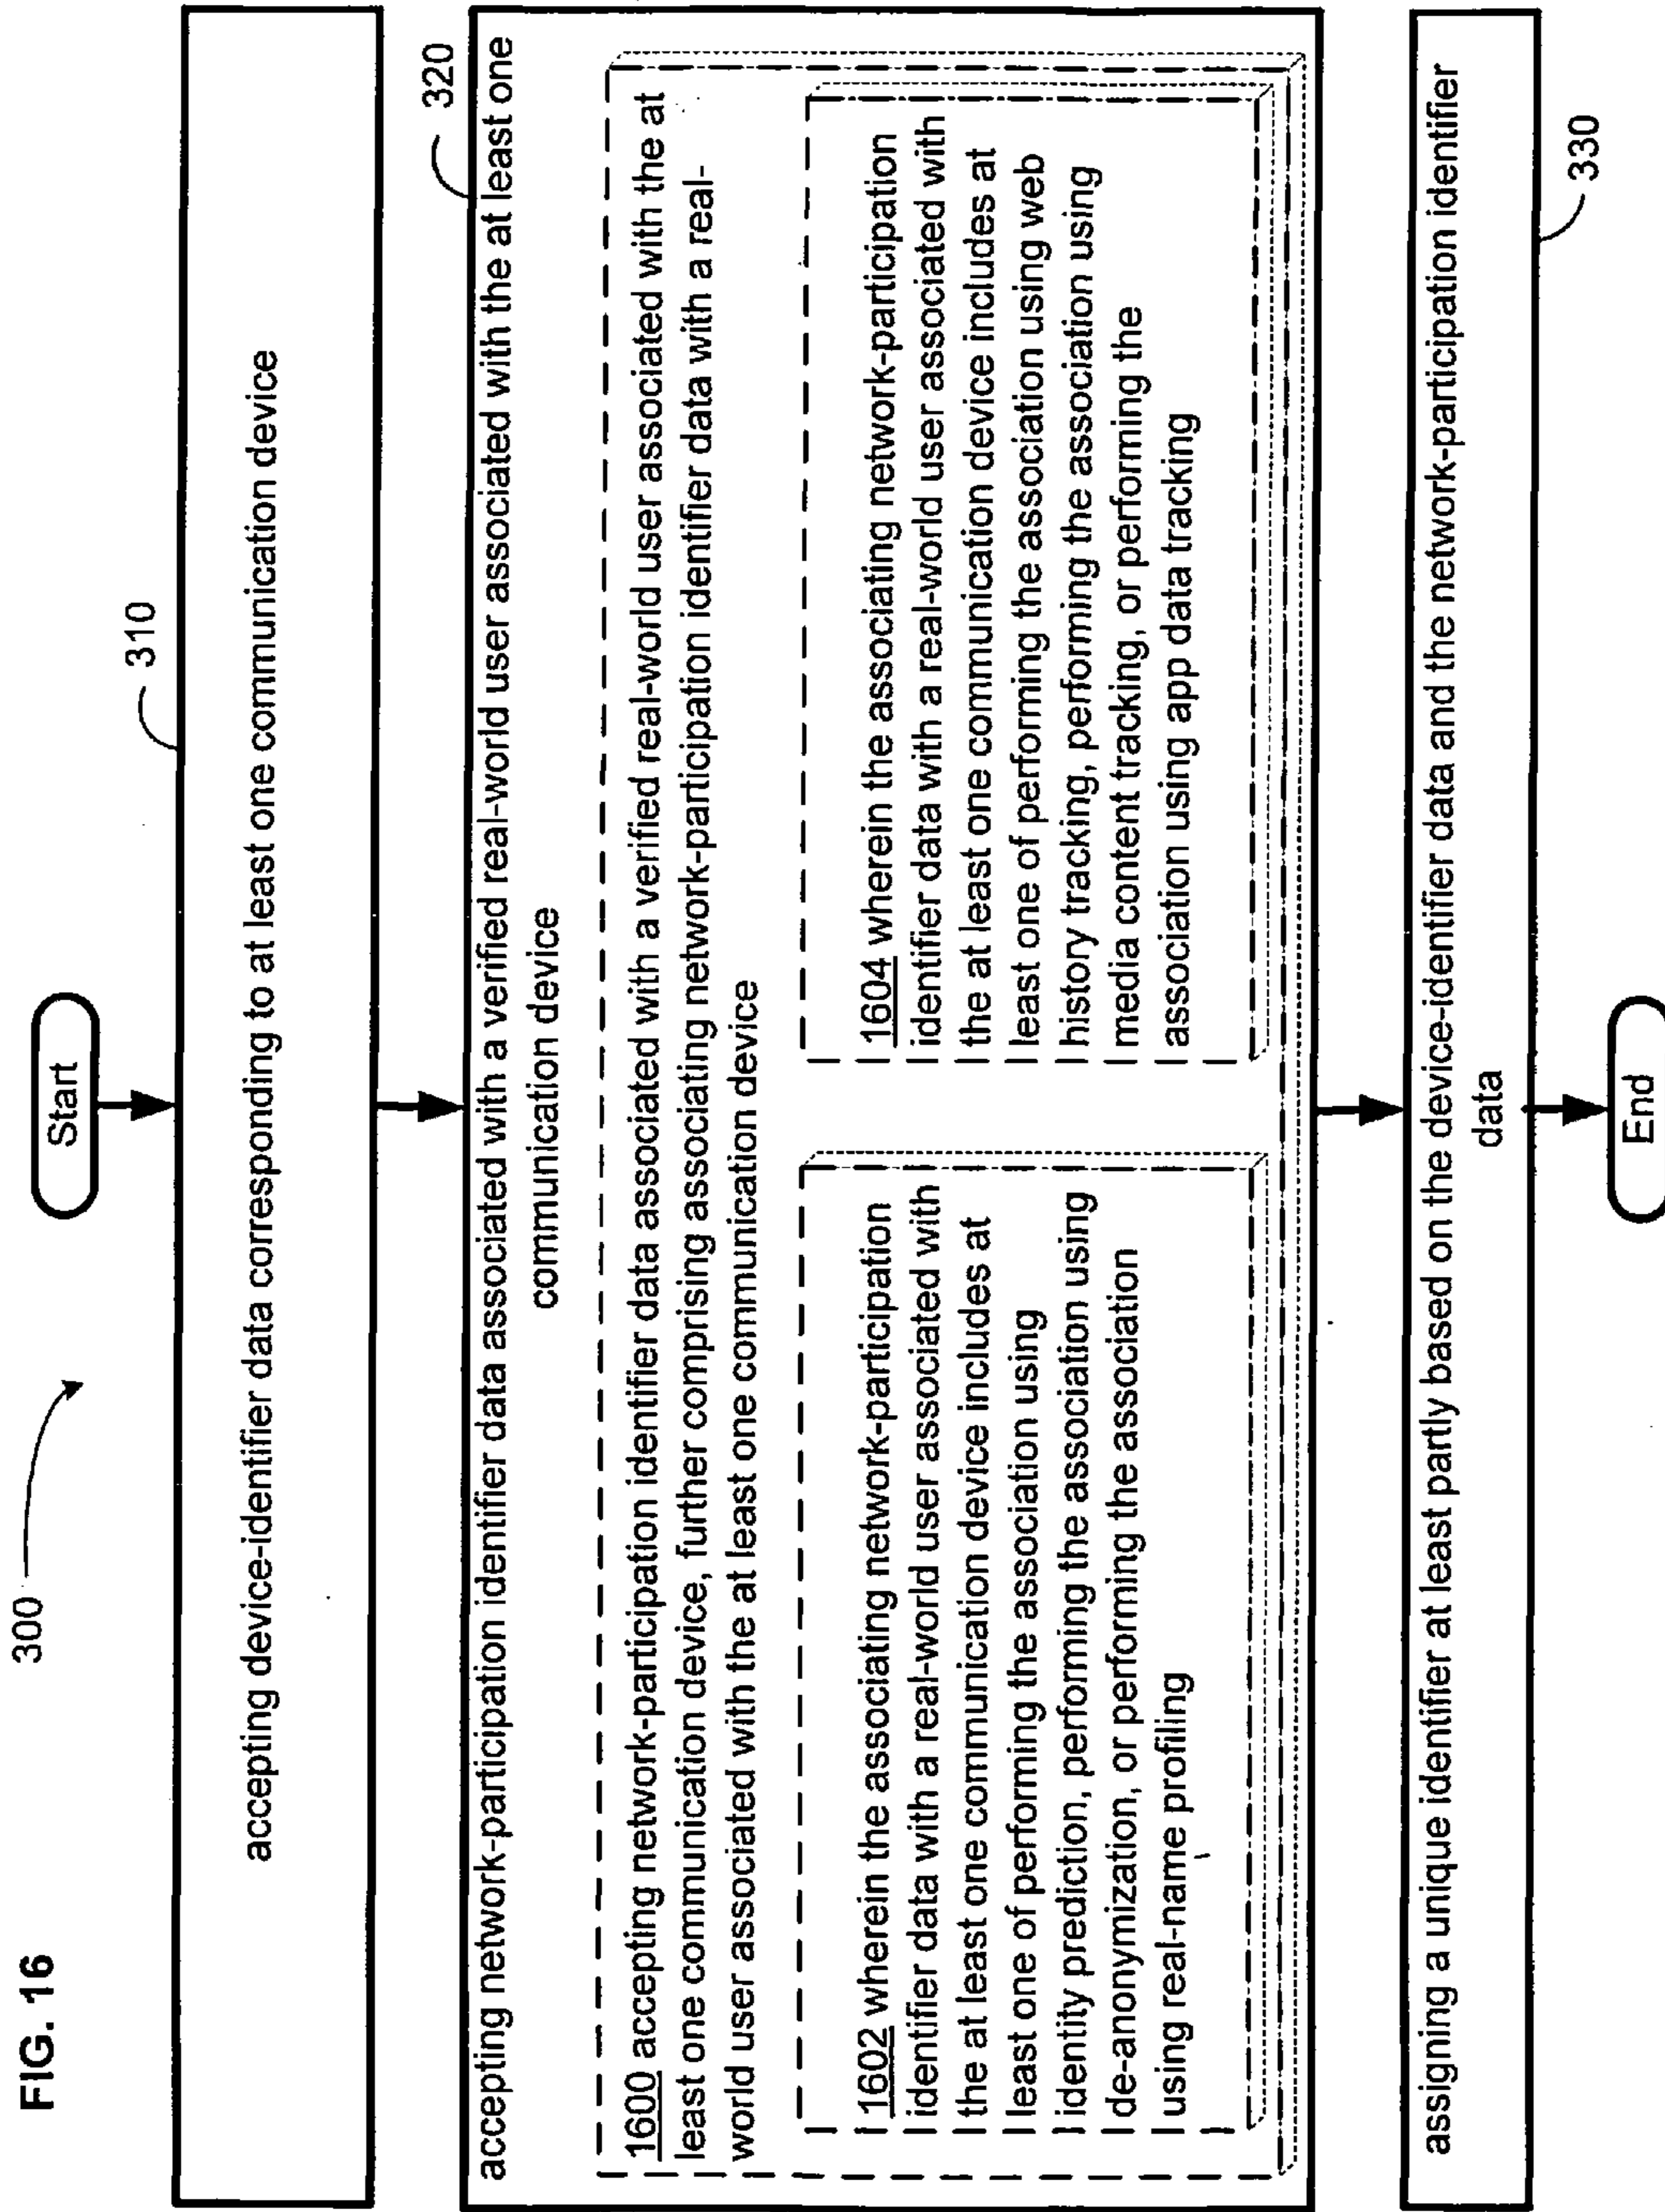 FIG. 16
300
Start
310
accepting device-identifier data corresponding to at least one communication device
320
accepting network-participation identifier data associated with a verified real-world user associated with the at least one
communication device
1600 accepting network-participation identifier data associated with a verified real-world user associated with the at
least one communication device, further comprising associating network-participation identifier data with a real-
world user associated with the at least one communication device
1602 wherein the associating network-participation
identifier data with a real-world user associated with
the at least one communication device includes at
least one of performing the association using
identity prediction, performing the association using
de-anonymization, or performing the association
using real-name profiling
1604 wherein the associating network-participation
identifier data with a real-world user associated with
the at least one communication device includes at
least one of performing the association using web
history tracking, performing the association using
media content tracking, or performing the
association using app data tracking
assigning a unique identifier at least partly based on the device-identifier data and the network-participation identifier
data
330
End